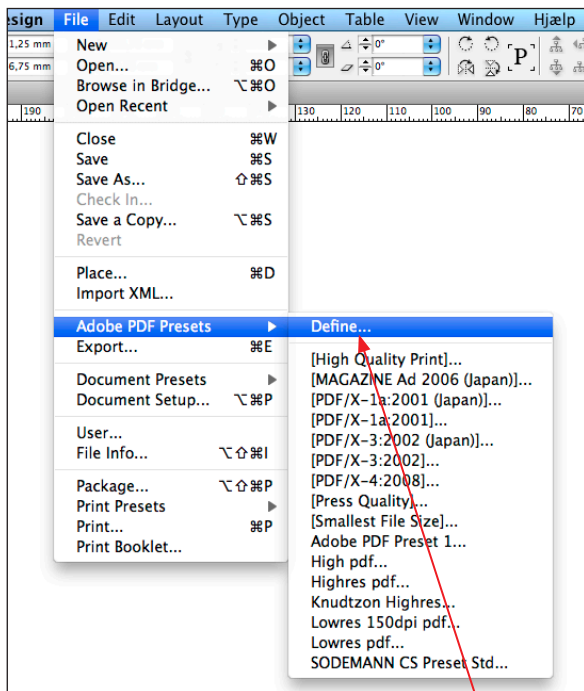 esign File Edit Layout Type Object Table View Window Hjælp
1,25 mm
6,75 mm
0°
0°
P
190 130 120 110 100 90 80 70
New
Open... ⌘O
Browse in Bridge... ⌥⌘O
Open Recent
Close ⌘W
Save ⌘S
Save As... ⇧⌘S
Check In...
Save a Copy... ⌥⌘S
Revert
Place... ⌘D
Import XML...
Adobe PDF Presets
Export... ⌘E
Document Presets
Document Setup... ⌥⌘P
User...
File Info... ⌥⇧⌘I
Package... ⌥⇧⌘P
Print Presets
Print... ⌘P
Print Booklet...
Define...
[High Quality Print]...
[MAGAZINE Ad 2006 (Japan)]...
[PDF/X-1a:2001 (Japan)]...
[PDF/X-1a:2001]...
[PDF/X-3:2002 (Japan)]...
[PDF/X-3:2002]...
[PDF/X-4:2008]...
[Press Quality]...
[Smallest File Size]...
Adobe PDF Preset 1...
High pdf...
Highres pdf...
Knudtzon Highres...
Lowres 150dpi pdf...
Lowres pdf...
SODEMANN CS Preset Std...